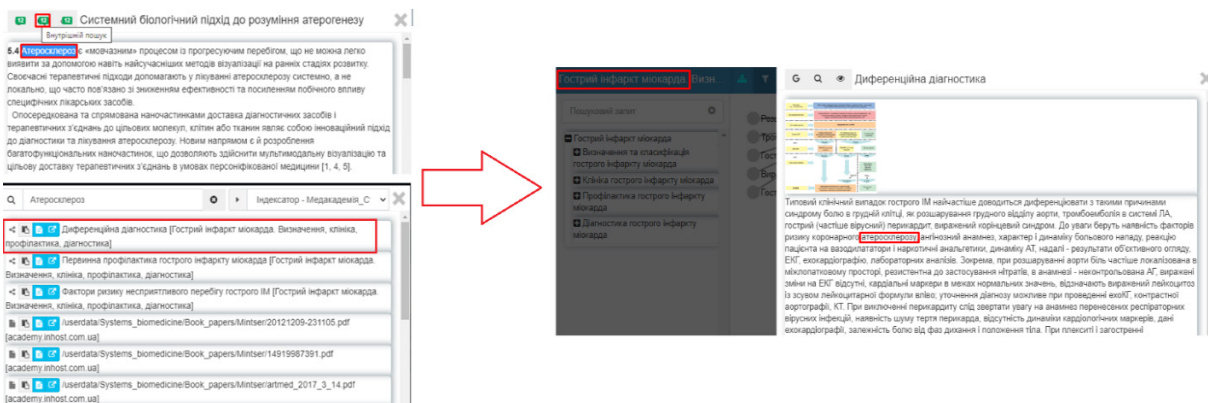 Системний біологічний підхід до розуміння атерогенезу
Внутрішній пошук
5.4 Атеросклероз є «мовчазним» процесом із прогресуючим перебігом, що не можна легко
виявити за допомогою навіть найсучасніших методів візуалізації на ранніх стадіях розвитку.
Своєчасні терапевтичні підходи допомагають у лікуванні атеросклерозу системно, а не
локально, що часто пов'язано зі зниженням ефективності та посиленням побічного впливу
специфічних лікарських засобів.
Опосередкована та спрямована наночастинками доставка діагностичних засобів і
терапевтичних з'єднань до цільових молекул, клітин або тканин являє собою інноваційний підхід
до діагностики та лікування атеросклерозу. Новим напрямом є й розроблення
багатофункціональних наночастинок, що дозволяють здійснити мультимодальну візуалізацію та
цільову доставку терапевтичних з'єднань в умовах персоніфікованої медицини [1, 4, 5].
Атеросклероз
Індексатор - Медакадемія_С
Диференційна діагностика [Гострий інфаркт міокарда. Визначення, клініка,
профілактика, діагностика]
Первинна профілактика гострого інфаркту міокарда [Гострий інфаркт міокарда.
Визначення, клініка, профілактика, діагностика]
Фактори ризику несприятливого перебігу гострого ІМ [Гострий інфаркт міокарда.
Визначення, клініка, профілактика, діагностика]
/userdata/Systems_biomedicine/Book_papers/Mintser/20121209-231105.pdf
[academy.inhost.com.ua]
/userdata/Systems_biomedicine/Book_papers/Mintser/14919987391.pdf
[academy.inhost.com.ua]
/userdata/Systems_biomedicine/Book_papers/Mintser/artmed_2017_3_14.pdf
[academy.inhost.com.ua]
Гострий інфаркт міокарда. Визн...
Пошуковий запит
Гострий інфаркт міокарда
Визначення та класифікація
гострого інфаркту міокарда
Клініка гострого інфаркту міокарда
Профілактика гострого інфаркту
міокарда
Діагностика гострого інфаркту
міокарда
Диференційна діагностика
Типовий клінічний випадок гострого ІМ найчастіше доводиться диференціювати з такими причинами
синдрому болю в грудній клітці, як розшарування грудного відділу аорти, тромбоемболія в системі ЛА,
гострий (частіше вірусний) перикардит, виражений корінцевий синдром. До уваги беруть наявність факторів
ризику коронарного атеросклерозу, ангінозний анамнез, характер і динаміку больового нападу, реакцію
пацієнта на вазодилататори і наркотичні анальгетики, динаміку АТ, надалі - результати об'єктивного огляду,
ЕКГ, ехокардіографію, лабораторних аналізів. Зокрема, при розшаруванні аорти біль частіше локалізована в
міжлопатковому просторі, резистентна до застосування нітратів, в анамнезі - неконтрольована АГ, виражені
зміни на ЕКГ відсутні, кардіальні маркери в межах нормальних значень, відзначають виражений лейкоцитоз
із зсувом лейкоцитарної формули вліво; уточнення діагнозу можливе при проведенні ехоКГ, контрастної
аортографії, КТ. При виключенні перикардиту слід звертати увагу на анамнез перенесених респіраторних
вірусних інфекцій, наявність шуму тертя перикарда, відсутність динаміки кардіологічних маркерів, дані
ехокардіографії, залежність болю від фаз дихання і положення тіла. При плекситі і загостренні